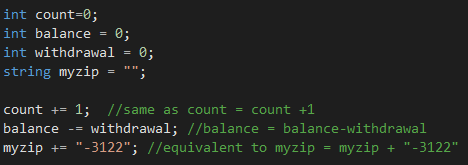 int count=0;
int balance = 0;
int withdrawal = 0;
string myzip = "";
count += 1;  //same as count = count +1
balance -= withdrawal; //balance = balance-withdrawal
myzip += "-3122"; //equivalent to myzip = myzip + "-3122"